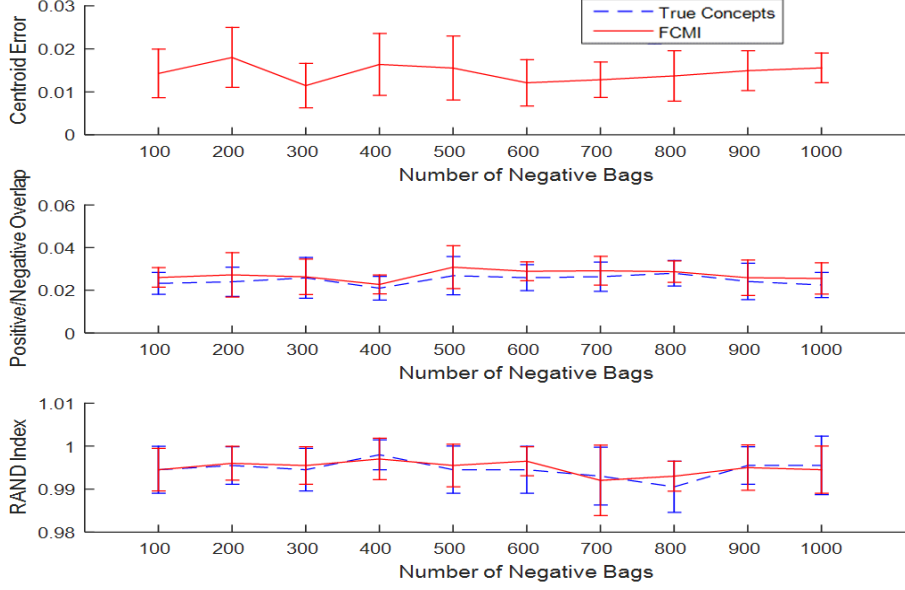 0.03
0.02
0.01
0
Centroid Error
True Concepts
FCMI
100 200 300 400 500 600 700 800 900 1000
Number of Negative Bags
0.06
0.04
0.02
0
Positive/Negative Overlap
100 200 300 400 500 600 700 800 900 1000
Number of Negative Bags
1.01
1
0.99
0.98
RAND Index
100 200 300 400 500 600 700 800 900 1000
Number of Negative Bags